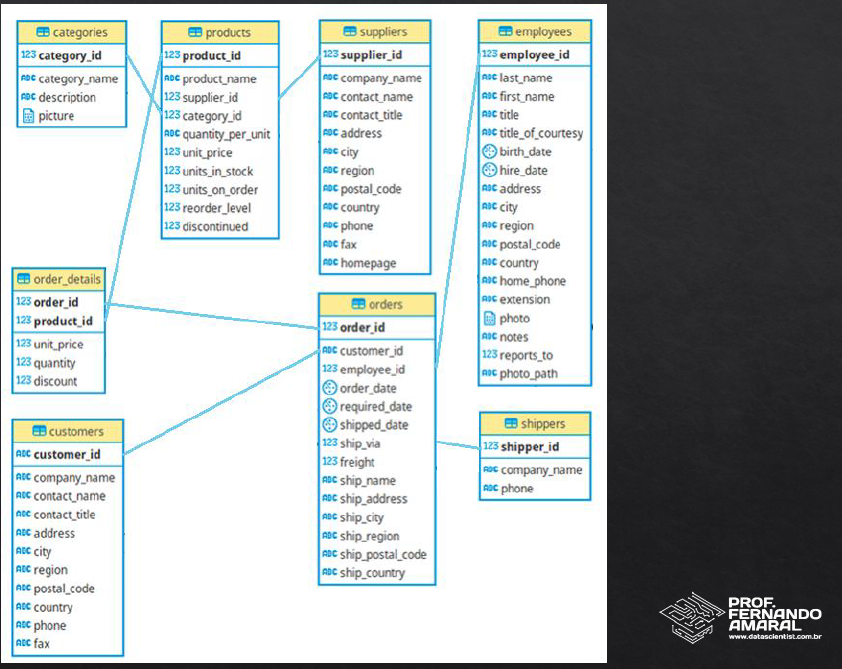 categories
123 category_id
ABC category_name
ABC description
picture
products
123 product_id
ABC product_name
123 supplier_id
123 category_id
ABC quantity_per_unit
123 unit_price
123 units_in_stock
123 units_on_order
123 reorder_level
123 discontinued
suppliers
123 supplier_id
ABC company_name
ABC contact_name
ABC contact_title
ABC address
ABC city
ABC region
ABC postal_code
ABC country
ABC phone
ABC fax
ABC homepage
employees
123 employee_id
ABC last_name
ABC first_name
ABC title
ABC title_of_courtesy
birth_date
hire_date
ABC address
ABC city
ABC region
ABC postal_code
ABC country
ABC home_phone
ABC extension
photo
ABC notes
123 reports_to
ABC photo_path
order_details
123 order_id
123 product_id
123 unit_price
123 quantity
123 discount
orders
123 order_id
ABC customer_id
123 employee_id
order_date
required_date
shipped_date
123 ship_via
123 freight
ABC ship_name
ABC ship_address
ABC ship_city
ABC ship_region
ABC ship_postal_code
ABC ship_country
customers
ABC customer_id
ABC company_name
ABC contact_name
ABC contact_title
ABC address
ABC city
ABC region
ABC postal_code
ABC country
ABC phone
ABC fax
shippers
123 shipper_id
ABC company_name
ABC phone
PROF.
FERNANDO
AMARAL
www.datascientist.com.br